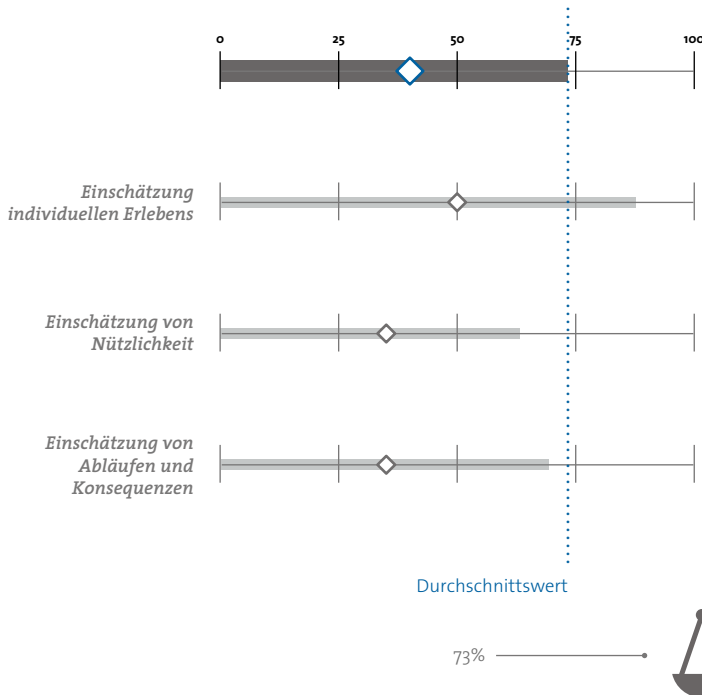 0 25 50 75 100
Einschätzung
individuellen Erlebens
Einschätzung von
Nützlichkeit
Einschätzung von
Abläufen und
Konsequenzen
Durchschnittswert
73%